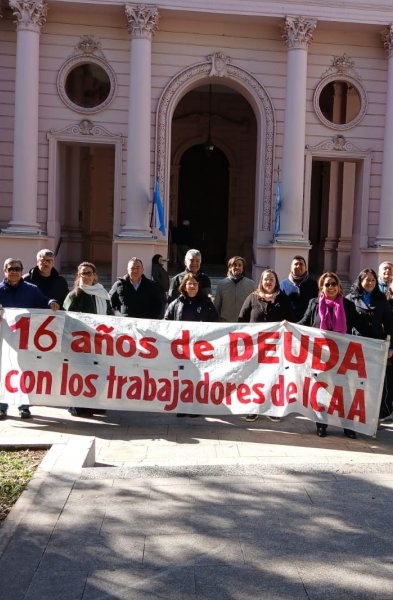 16 años de DEUDA
con los trabajadores de ICAA